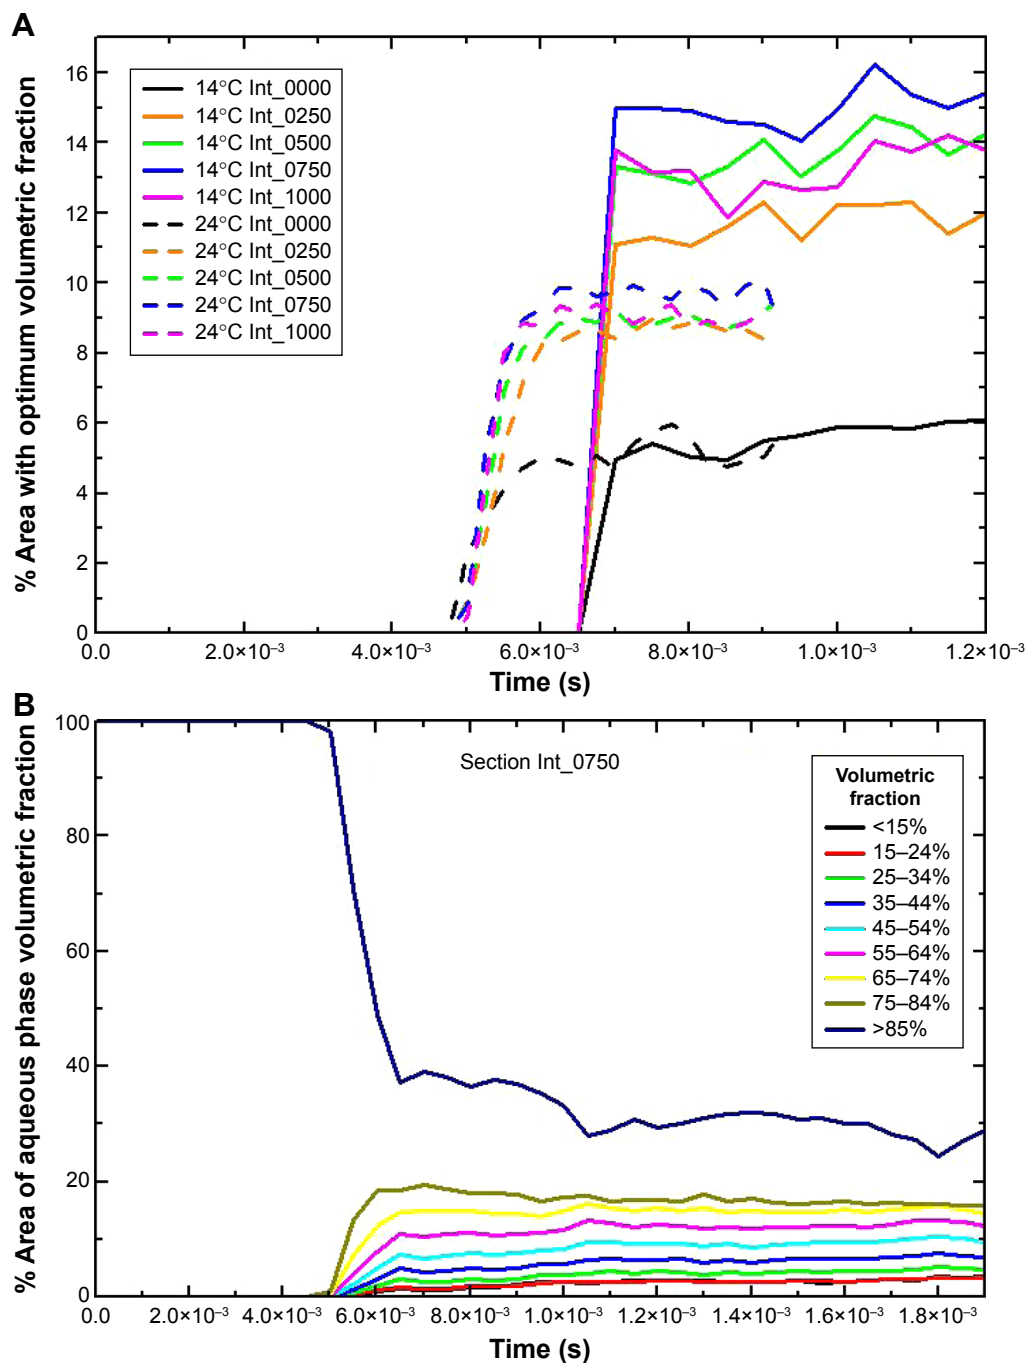 A
% Area with optimum volumetric fraction
16
14
12
10
8
6
4
2
0
14°C Int_0000
14°C Int_0250
14°C Int_0500
14°C Int_0750
14°C Int_1000
24°C Int_0000
24°C Int_0250
24°C Int_0500
24°C Int_0750
24°C Int_1000
0.0 2.0×10⁻³ 4.0×10⁻³ 6.0×10⁻³ 8.0×10⁻³ 1.0×10⁻³ 1.2×10⁻³
Time (s)
B
% Area of aqueous phase volumetric fraction
100
80
60
40
20
0
Section Int_0750
Volumetric
fraction
<15%
15–24%
25–34%
35–44%
45–54%
55–64%
65–74%
75–84%
>85%
0.0 2.0×10⁻³ 4.0×10⁻³ 6.0×10⁻³ 8.0×10⁻³ 1.0×10⁻³ 1.2×10⁻³ 1.4×10⁻³ 1.6×10⁻³ 1.8×10⁻³
Time (s)